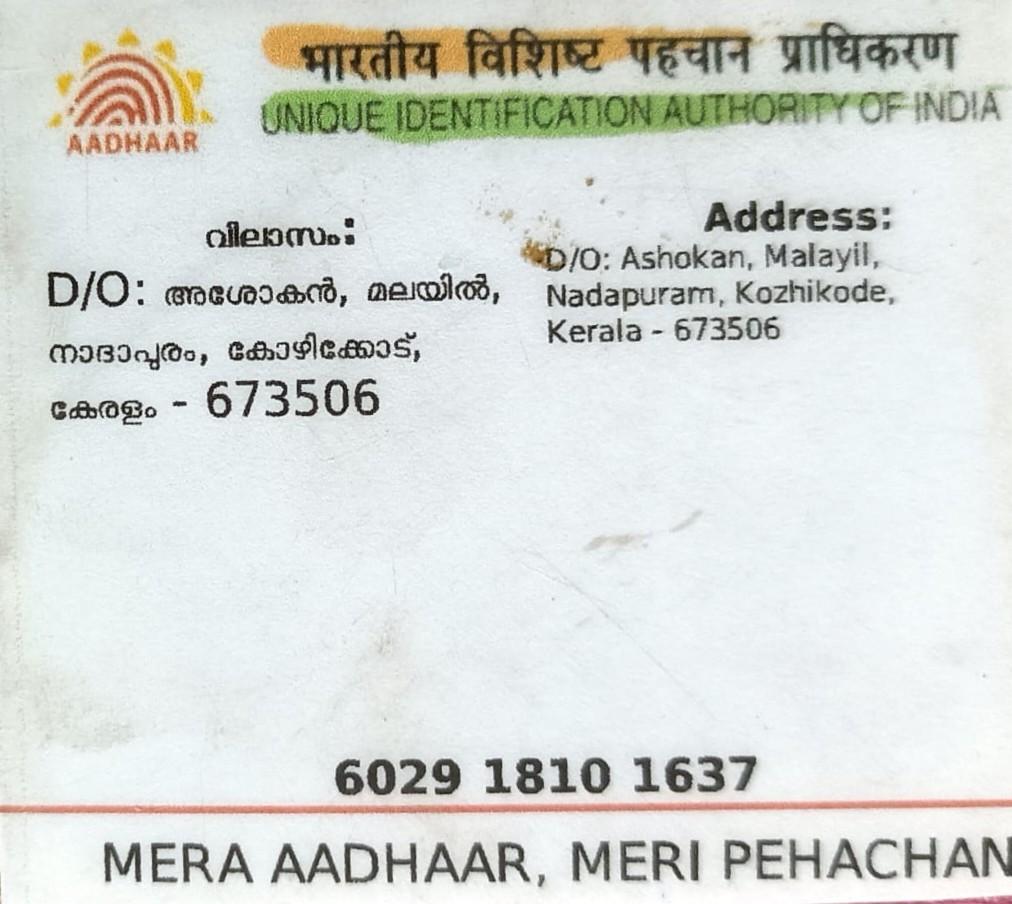 भारतीय विशिष्ट पहचान प्राधिकरण
UNIQUE IDENTIFICATION AUTHORITY OF INDIA
AADHAAR
വിലാസം:
D/O: അശോകൻ, മലയിൽ,
നാദാപുരം, കോഴിക്കോട്,
കേരളം - 673506
Address:
D/O: Ashokan, Malayil,
Nadapuram, Kozhikode,
Kerala - 673506
6029 1810 1637
MERA AADHAAR, MERI PEHACHAN